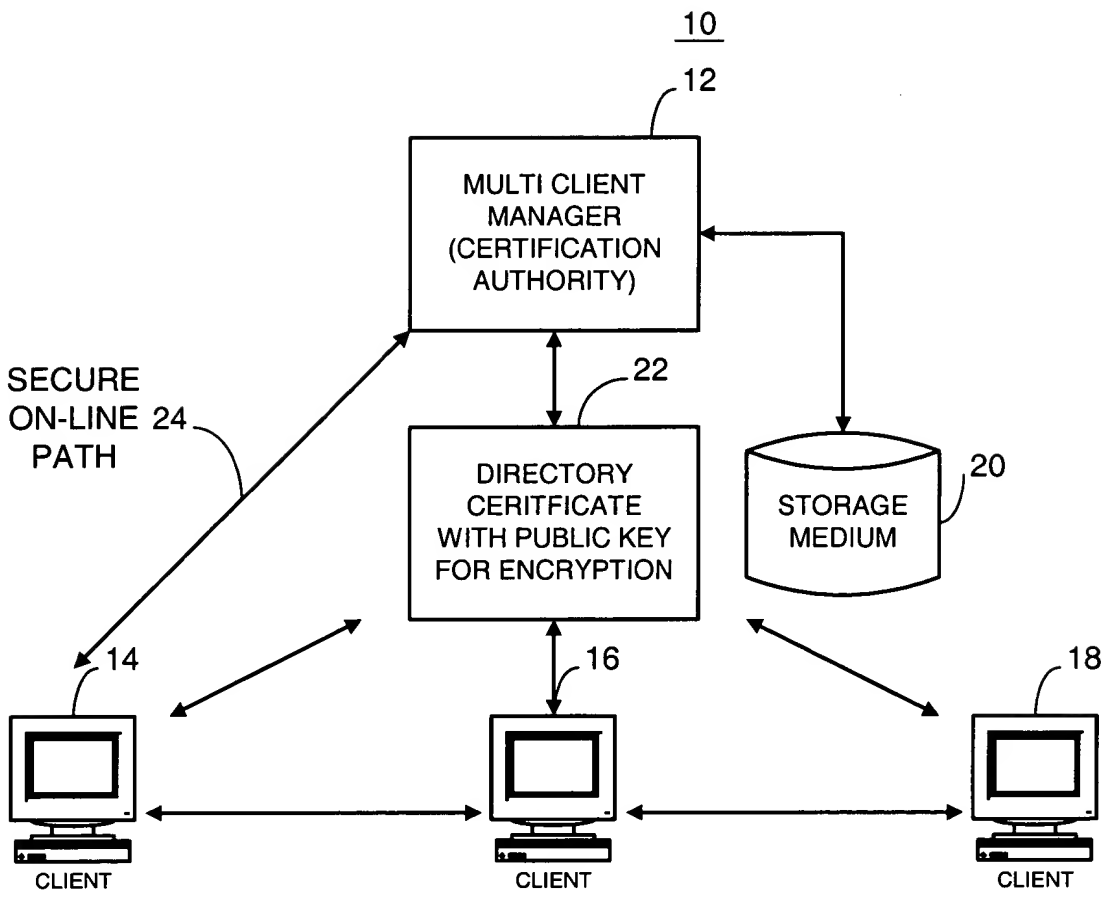 10
12
MULTI CLIENT
MANAGER
(CERTIFICATION
AUTHORITY)
SECURE
ON-LINE 24
PATH
22
DIRECTORY
CERITFICATE
WITH PUBLIC KEY
FOR ENCRYPTION
STORAGE
MEDIUM
20
14
16
18
CLIENT
CLIENT
CLIENT